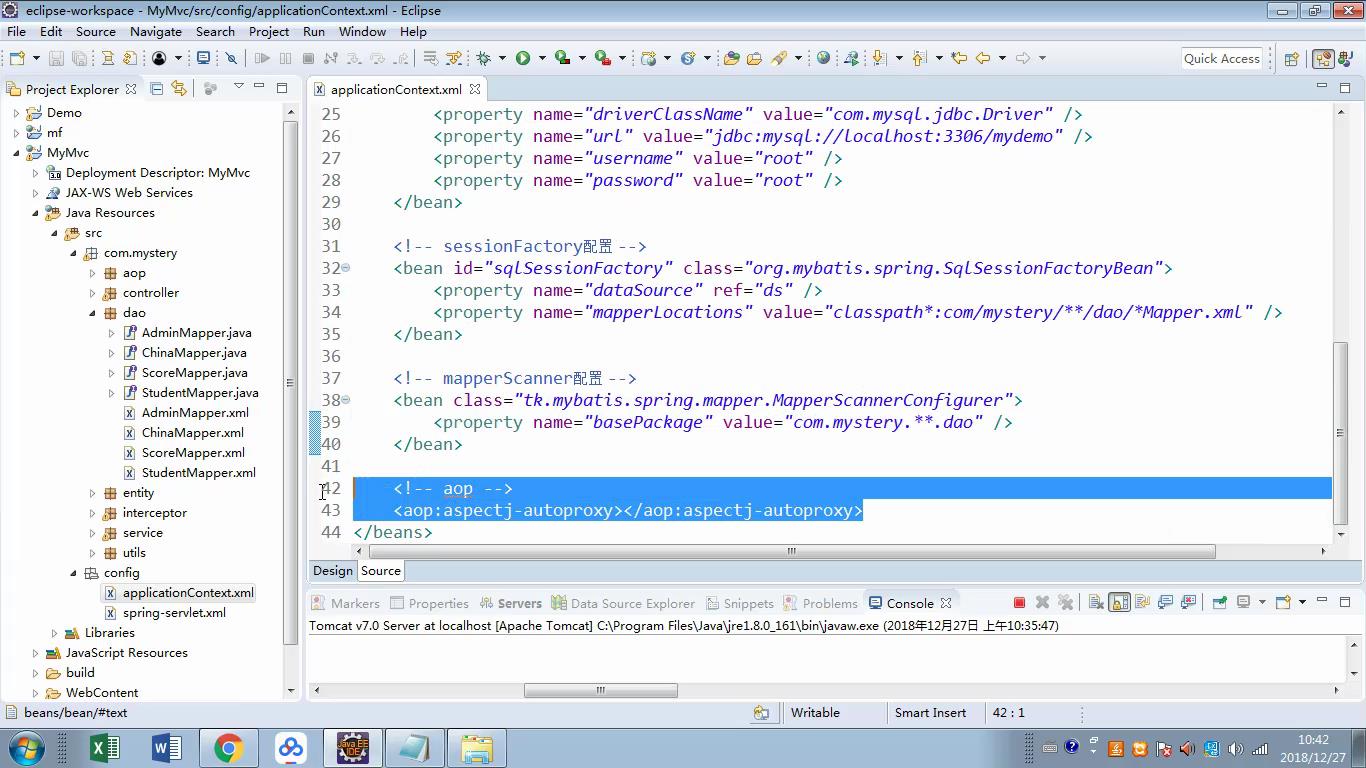 eclipse-workspace - MyMvc/src/config/applicationContext.xml - Eclipse
File Edit Source Navigate Search Project Run Window Help
Quick Access
Project Explorer
Demo
mf
MyMvc
Deployment Descriptor: MyMvc
JAX-WS Web Services
Java Resources
src
com.mystery
aop
controller
dao
AdminMapper.java
ChinaMapper.java
ScoreMapper.java
StudentMapper.java
AdminMapper.xml
ChinaMapper.xml
ScoreMapper.xml
StudentMapper.xml
entity
interceptor
service
utils
config
applicationContext.xml
spring-servlet.xml
Libraries
JavaScript Resources
build
WebContent
applicationContext.xml
25 <property name="driverClassName" value="com.mysql.jdbc.Driver" />
26 <property name="url" value="jdbc:mysql://localhost:3306/mydemo" />
27 <property name="username" value="root" />
28 <property name="password" value="root" />
29 </bean>
30
31 <!-- sessionFactory配置 -->
32 <bean id="sqlSessionFactory" class="org.mybatis.spring.SqlSessionFactoryBean">
33 <property name="dataSource" ref="ds" />
34 <property name="mapperLocations" value="classpath*:com/mystery/**/dao/*Mapper.xml" />
35 </bean>
36
37 <!-- mapperScanner配置 -->
38 <bean class="tk.mybatis.spring.mapper.MapperScannerConfigurer">
39 <property name="basePackage" value="com.mystery.**.dao" />
40 </bean>
41
42 <!-- aop -->
43 <aop:aspectj-autoproxy></aop:aspectj-autoproxy>
44 </beans>
Design Source
Markers Properties Servers Data Source Explorer Snippets Problems Console
Tomcat v7.0 Server at localhost [Apache Tomcat] C:\Program Files\Java\jre1.8.0_161\bin\javaw.exe (2018年12月27日 上午10:35:47)
beans/bean/#text
Writable
Smart Insert
42 : 1
10:42
2018/12/27